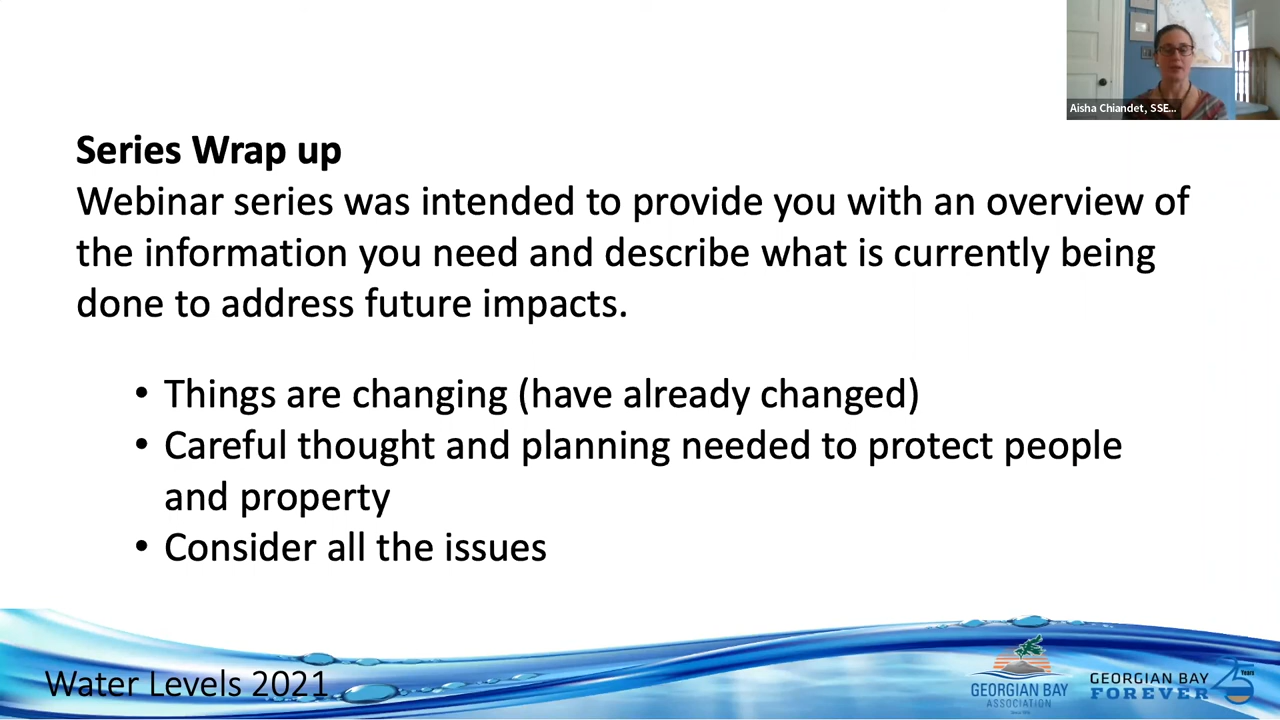 Aisha Chiandet, SSE...
Series Wrap up
Webinar series was intended to provide you with an overview of
the information you need and describe what is currently being
done to address future impacts.
• Things are changing (have already changed)
• Careful thought and planning needed to protect people
and property
• Consider all the issues
Water Levels 2021
GEORGIAN BAY
ASSOCIATION
GEORGIAN BAY
FOREVER
25 Years